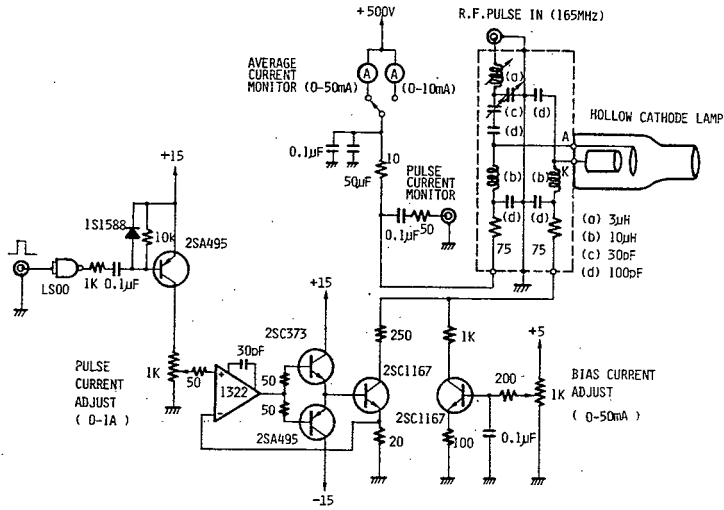 +500V
R.F.PULSE IN (165MHz)
AVERAGE
CURRENT
MONITOR (0-50mA)
A
A
(0-10mA)
(a)
(c)
(d)
(d)
HOLLOW CATHODE LAMP
A
K
0.1μF
50μF
10
PULSE
CURRENT
MONITOR
0.1μF
50
(b)
(b)
(d)
(d)
75
75
(a) 3μH
(b) 10μH
(c) 30pF
(d) 100pF
+15
1S1588
10k
2SA495
LS00
1K
0.1μF
PULSE
CURRENT
ADJUST
(0-1A)
1K
50
30pF
+
1322
-
50
50
2SC373
2SA495
+15
-15
250
2SC1167
20
1K
2SC1167
100
200
0.1μF
+5
1K
BIAS CURRENT
ADJUST
(0-50mA)